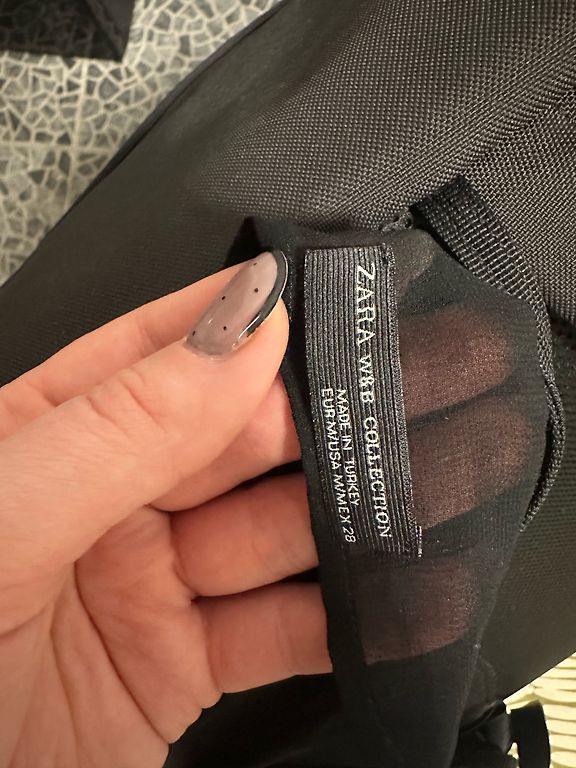 ZARA W&B COLLECTION
MADE IN TURKEY
EUR M/USA M/MEX 28